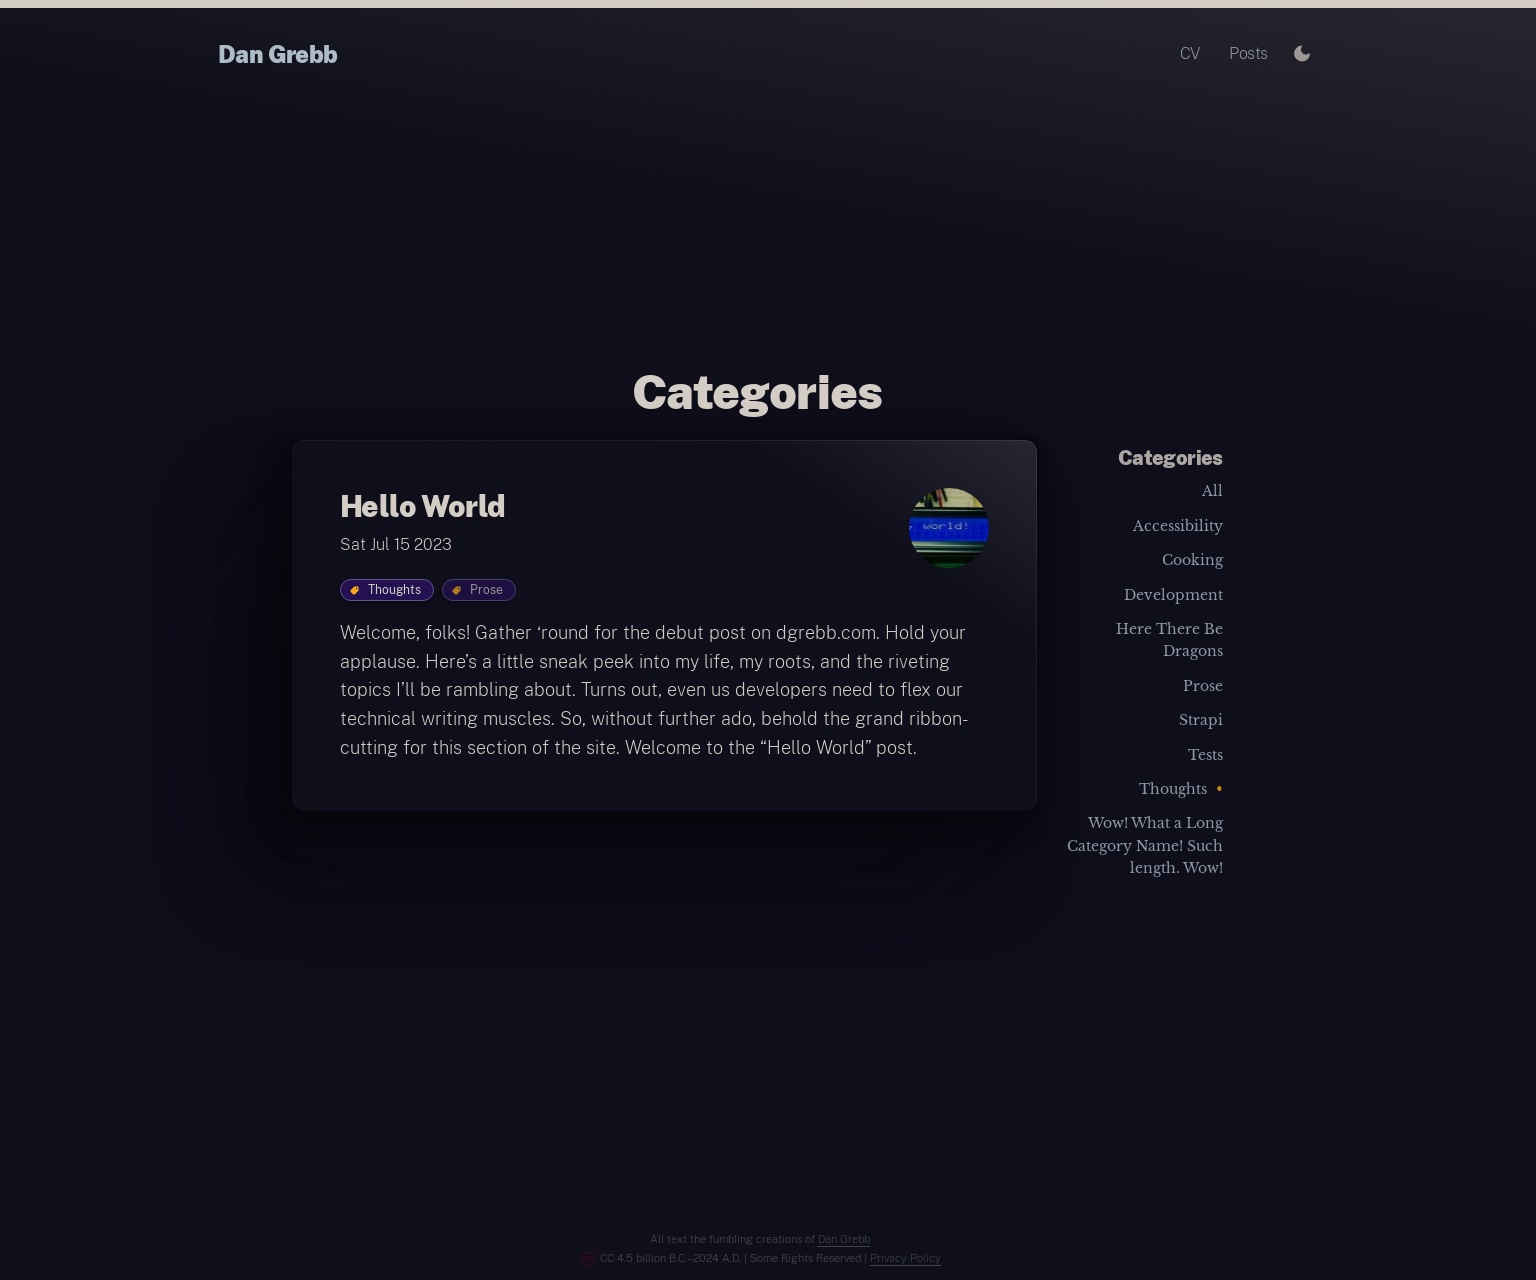 Dan Grebb
CV
Posts
Categories
Hello World
Sat Jul 15 2023
world!
Thoughts
Prose
Welcome, folks! Gather ‘round for the debut post on dgrebb.com. Hold your
applause. Here’s a little sneak peek into my life, my roots, and the riveting
topics I’ll be rambling about. Turns out, even us developers need to flex our
technical writing muscles. So, without further ado, behold the grand ribbon-
cutting for this section of the site. Welcome to the “Hello World” post.
Categories
All
Accessibility
Cooking
Development
Here There Be
Dragons
Prose
Strapi
Tests
Thoughts •
Wow! What a Long
Category Name! Such
length. Wow!
All text the fumbling creations of Dan Grebb
CC 4.5 billion B.C.–2024 A.D. | Some Rights Reserved | Privacy Policy